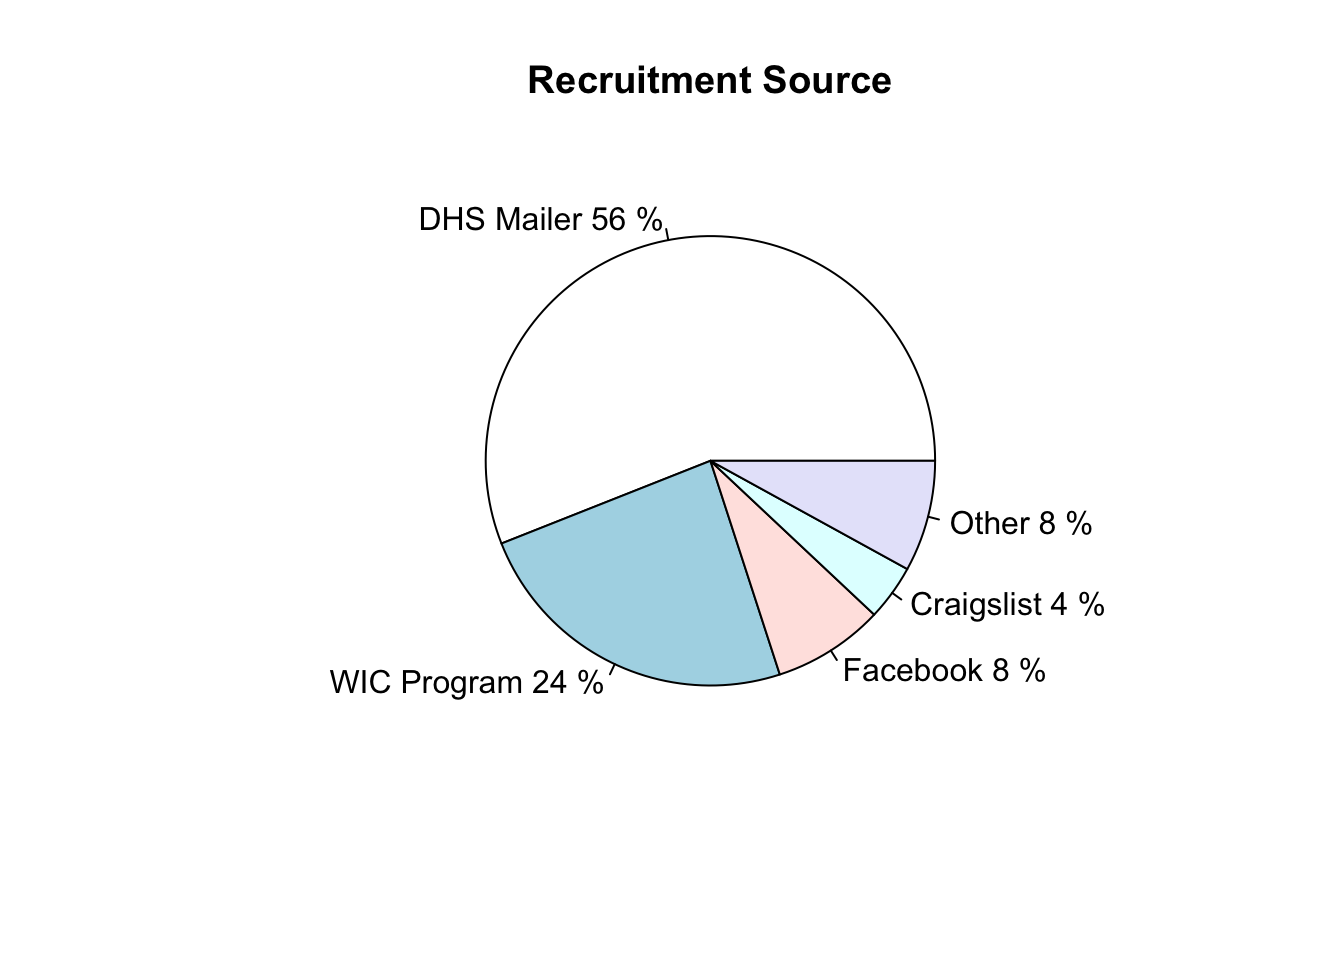 Recruitment Source
DHS Mailer 56 %
Other 8 %
Craigslist 4 %
Facebook 8 %
WIC Program 24 %